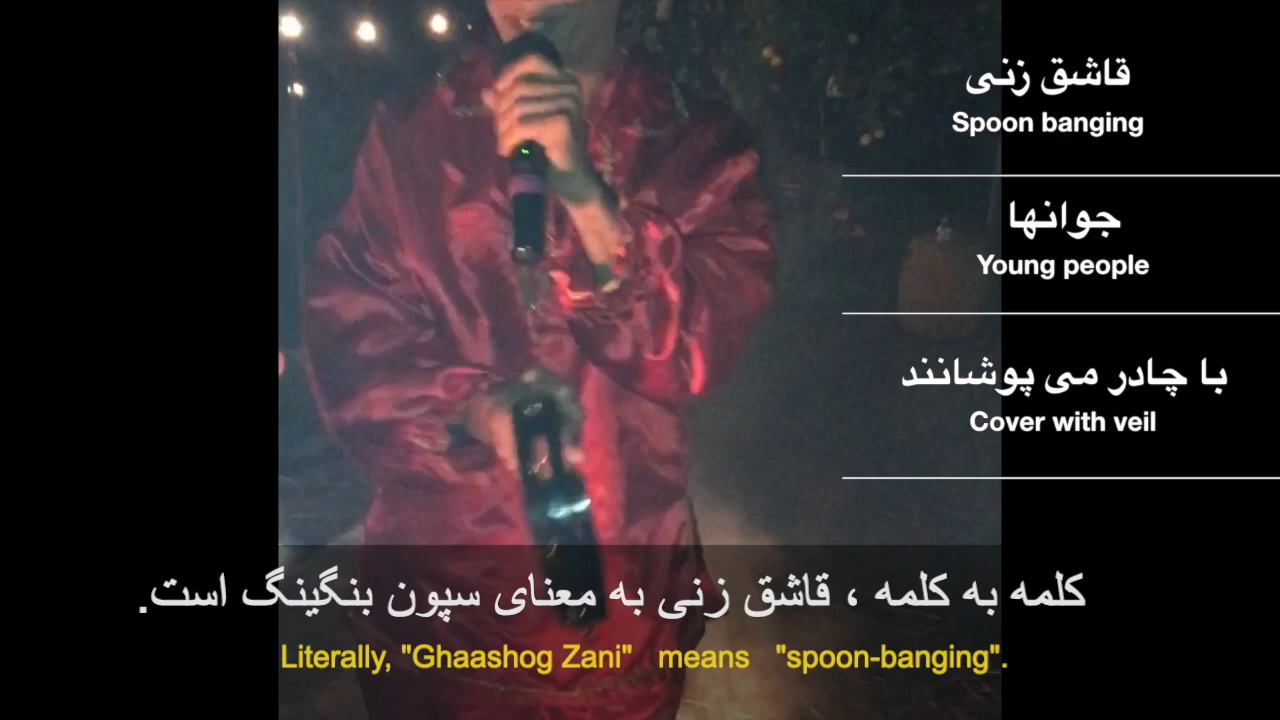 قاشق زنی
Spoon banging
جوانها
Young people
با چادر می پوشانند
Cover with veil
کلمه به کلمه ، قاشق زنی به معنای سپون بنگینگ است.
Literally, "Ghaashog Zani" means "spoon-banging".